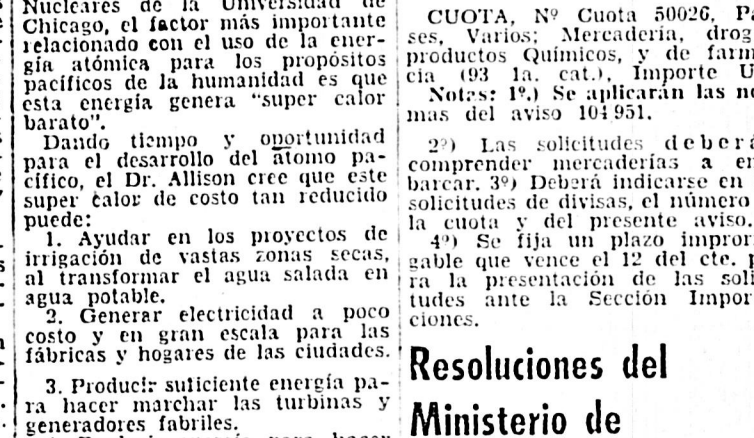 Nucleares de la Universidad de
Chicago, el factor más importante
relacionado con el uso de la ener-
gía atómica para los propósitos
pacíficos de la humanidad es que
esta energía genera "super calor
barato".
Dando tiempo y oportunidad
para el desarrollo del átomo pa-
cífico, el Dr. Allison cree que este
super calor de costo tan reducido
puede:
1. Ayudar en los proyectos de
irrigación de vastas zonas secas,
al transformar el agua salada en
agua potable.
2. Generar electricidad a poco
costo y en gran escala para las
fábricas y hogares de las ciudades.
3. Producir suficiente energía pa-
ra hacer marchar las turbinas y
generadores fabriles.
CUOTA, Nº Cuota 50026,
ses, Varios; Mercadería, drog
productos Químicos, y de farm
cia (93 1a. cat.), Importe U
Notas: 1º.) Se aplicarán las no
mas del aviso 104951.
2º) Las solicitudes deberá
comprender mercaderías a em
barcar. 3º) Deberá indicarse en
solicitudes de divisas, el número
la cuota y del presente aviso.
4º) Se fija un plazo impror
gable que vence el 12 del cte. p
ra la presentación de las soli
tudes ante la Sección Impor
ciones.
Resoluciones del
Ministerio de